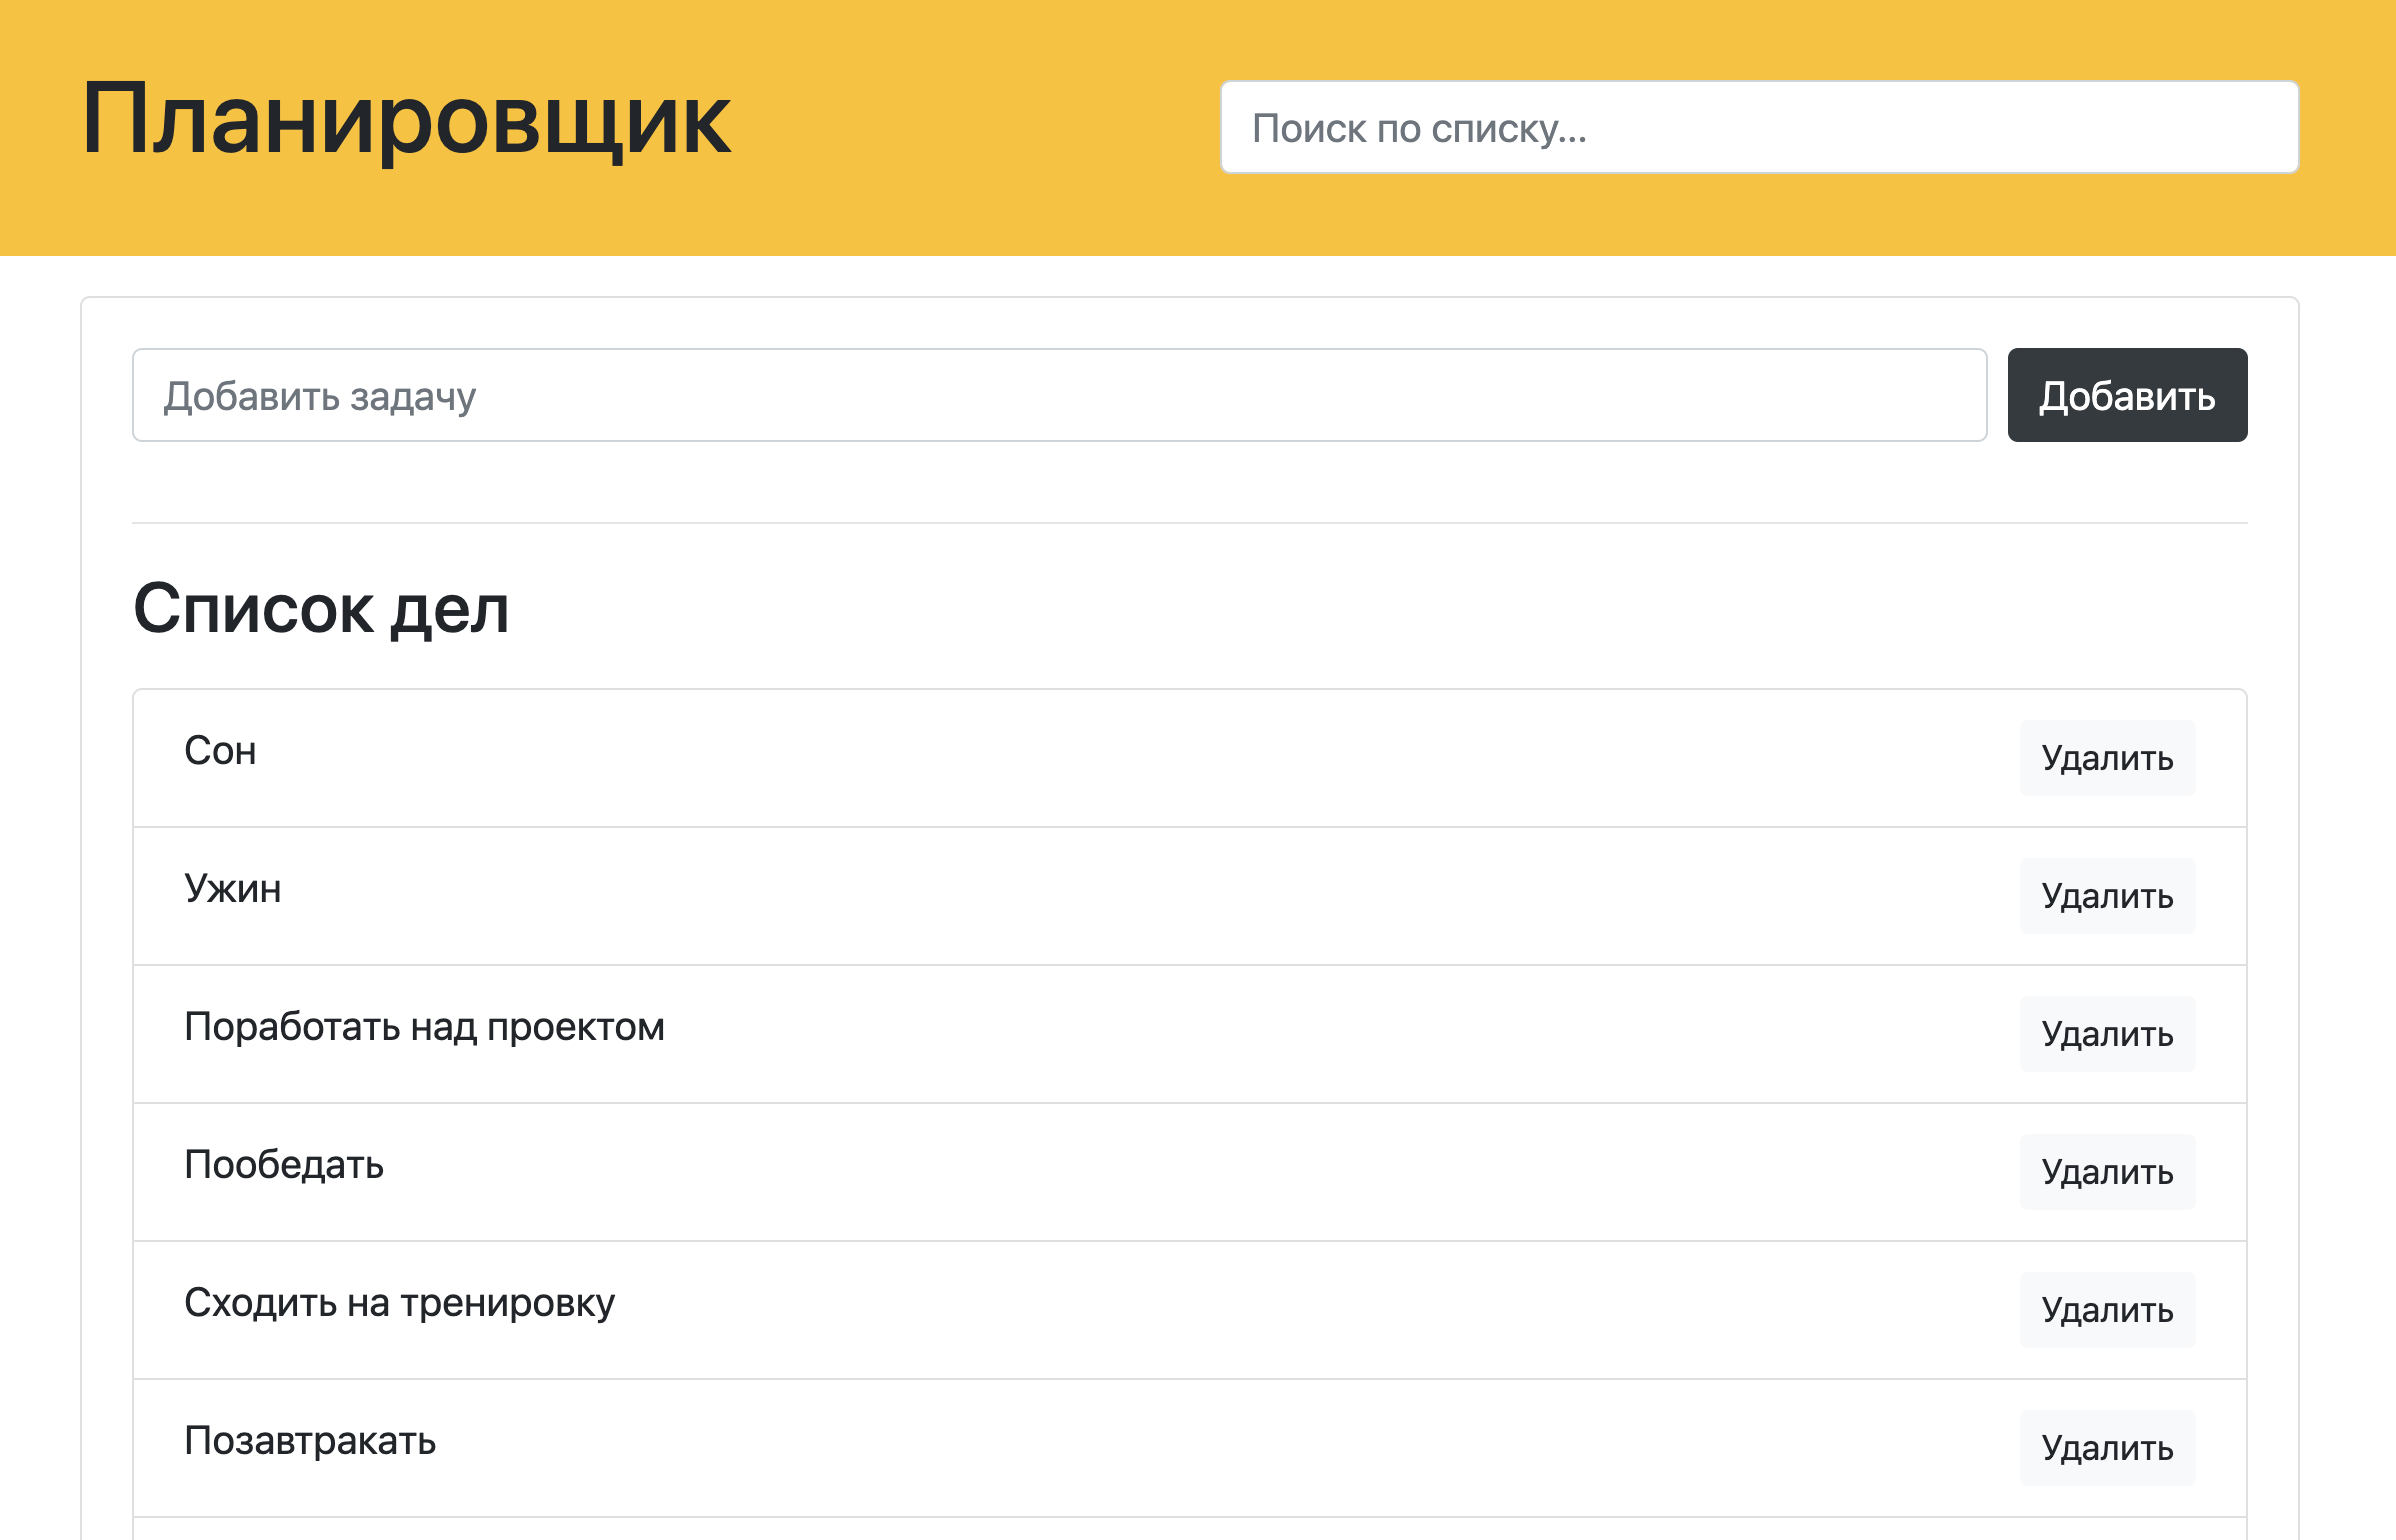 Планировщик
Поиск по списку...
Добавить задачу
Добавить
Список дел
Сон
Удалить
Ужин
Удалить
Поработать над проектом
Удалить
Пообедать
Удалить
Сходить на тренировку
Удалить
Позавтракать
Удалить